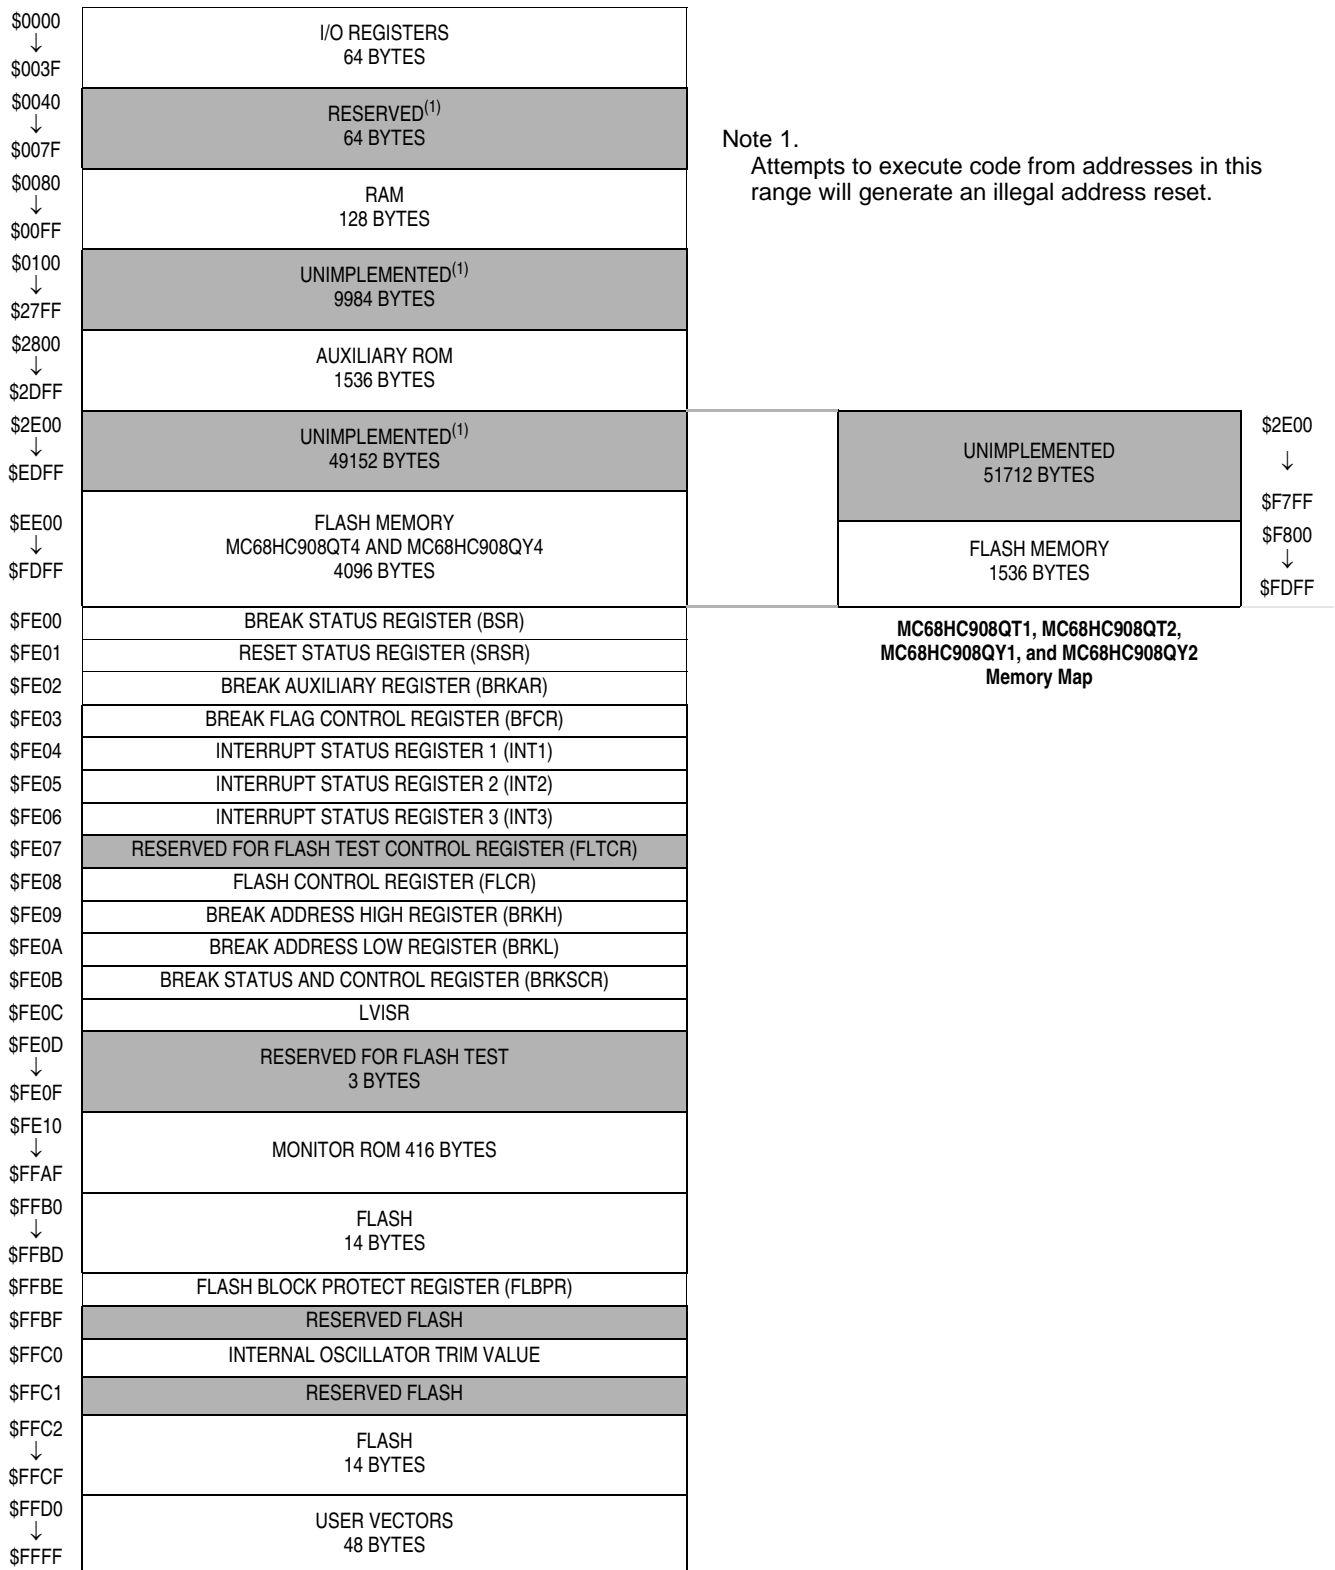 $0000
↓
$003F
I/O REGISTERS
64 BYTES
$0040
↓
$007F
RESERVED(1)
64 BYTES
Note 1.
Attempts to execute code from addresses in this
range will generate an illegal address reset.
$0080
↓
$00FF
RAM
128 BYTES
$0100
↓
$27FF
UNIMPLEMENTED(1)
9984 BYTES
$2800
↓
$2DFF
AUXILIARY ROM
1536 BYTES
$2E00
↓
$EDFF
UNIMPLEMENTED(1)
49152 BYTES
UNIMPLEMENTED
51712 BYTES
$2E00
↓
$F7FF
$EE00
↓
$FDFF
FLASH MEMORY
MC68HC908QT4 AND MC68HC908QY4
4096 BYTES
FLASH MEMORY
1536 BYTES
$F800
↓
$FDFF
MC68HC908QT1, MC68HC908QT2,
MC68HC908QY1, and MC68HC908QY2
Memory Map
$FE00 BREAK STATUS REGISTER (BSR)
$FE01 RESET STATUS REGISTER (SRSR)
$FE02 BREAK AUXILIARY REGISTER (BRKAR)
$FE03 BREAK FLAG CONTROL REGISTER (BFCR)
$FE04 INTERRUPT STATUS REGISTER 1 (INT1)
$FE05 INTERRUPT STATUS REGISTER 2 (INT2)
$FE06 INTERRUPT STATUS REGISTER 3 (INT3)
$FE07 RESERVED FOR FLASH TEST CONTROL REGISTER (FLTCR)
$FE08 FLASH CONTROL REGISTER (FLCR)
$FE09 BREAK ADDRESS HIGH REGISTER (BRKH)
$FE0A BREAK ADDRESS LOW REGISTER (BRKL)
$FE0B BREAK STATUS AND CONTROL REGISTER (BRKSCR)
$FE0C LVISR
$FE0D
↓
$FE0F
RESERVED FOR FLASH TEST
3 BYTES
$FE10
↓
$FFAF
MONITOR ROM 416 BYTES
$FFB0
↓
$FFBD
FLASH
14 BYTES
$FFBE FLASH BLOCK PROTECT REGISTER (FLBPR)
$FFBF RESERVED FLASH
$FFC0 INTERNAL OSCILLATOR TRIM VALUE
$FFC1 RESERVED FLASH
$FFC2
↓
$FFCF
FLASH
14 BYTES
$FFD0
↓
$FFFF
USER VECTORS
48 BYTES